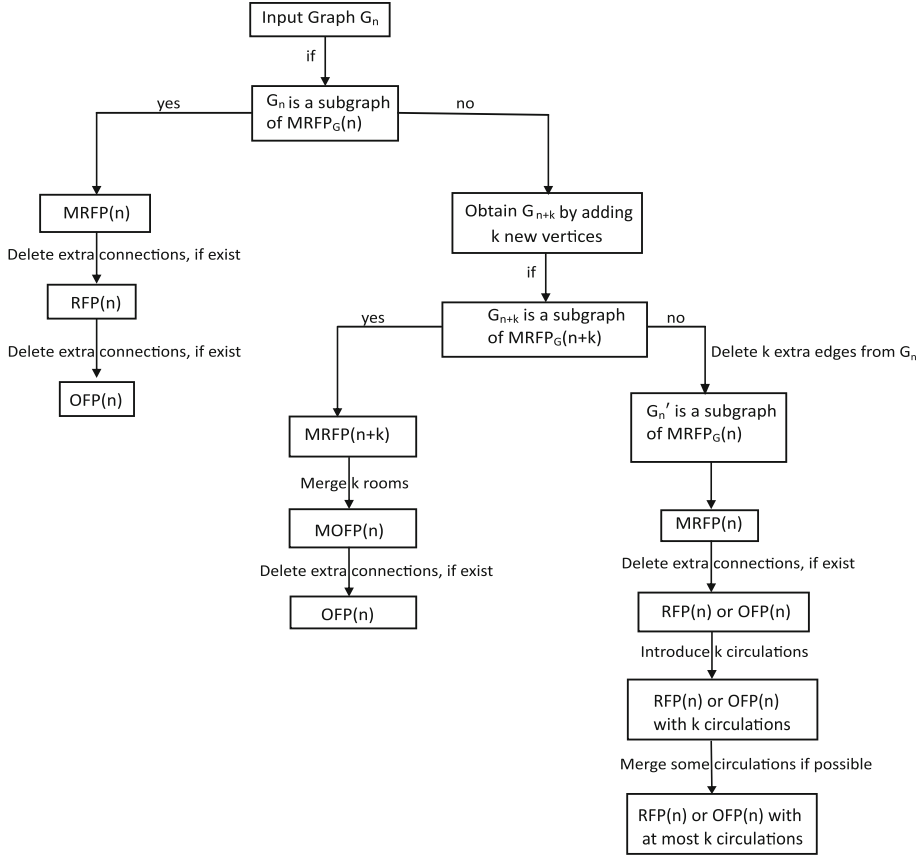 Input Graph Gₙ
if
Gₙ is a subgraph
of MRFP_G(n)
yes
no
MRFP(n)
Delete extra connections, if exist
RFP(n)
Delete extra connections, if exist
OFP(n)
Obtain Gₙ₊ₖ by adding
k new vertices
if
Gₙ₊ₖ is a subgraph
of MRFP_G(n+k)
yes
no
MRFP(n+k)
Merge k rooms
MOFP(n)
Delete extra connections, if exist
OFP(n)
Delete k extra edges from Gₙ
Gₙ′ is a subgraph
of MRFP_G(n)
MRFP(n)
Delete extra connections, if exist
RFP(n) or OFP(n)
Introduce k circulations
RFP(n) or OFP(n)
with k circulations
Merge some circulations if possible
RFP(n) or OFP(n) with
at most k circulations